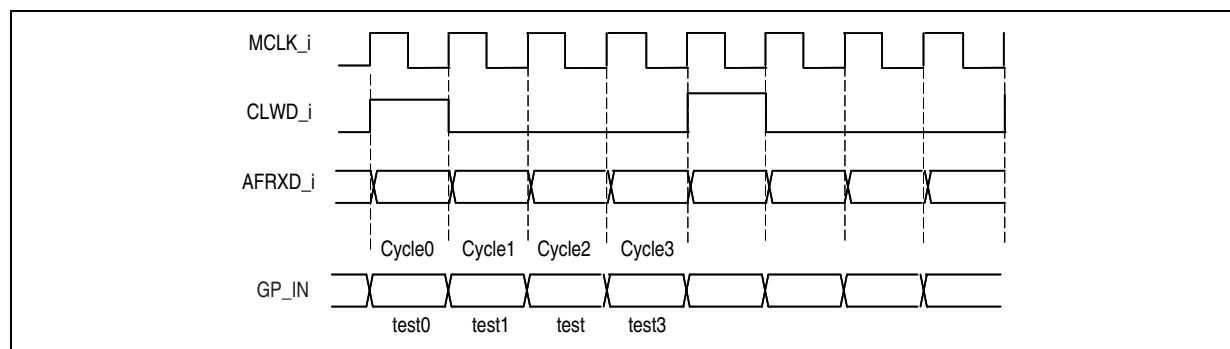 MCLK_i
CLWD_i
AFRXD_i
Cycle0 Cycle1 Cycle2 Cycle3
GP_IN
test0 test1 test test3